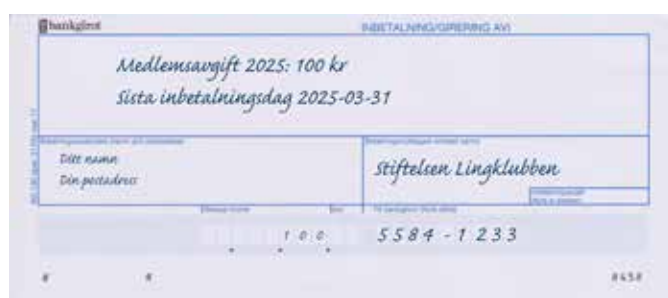 bankgirot
INBETALNING/GIRERING AVI
Medlemsavgift 2025: 100 kr
Sista inbetalningsdag 2025-03-31
Ditt namn
Din postadress
Stiftelsen Lingklubben
100
5584-1233
#
#
#45#